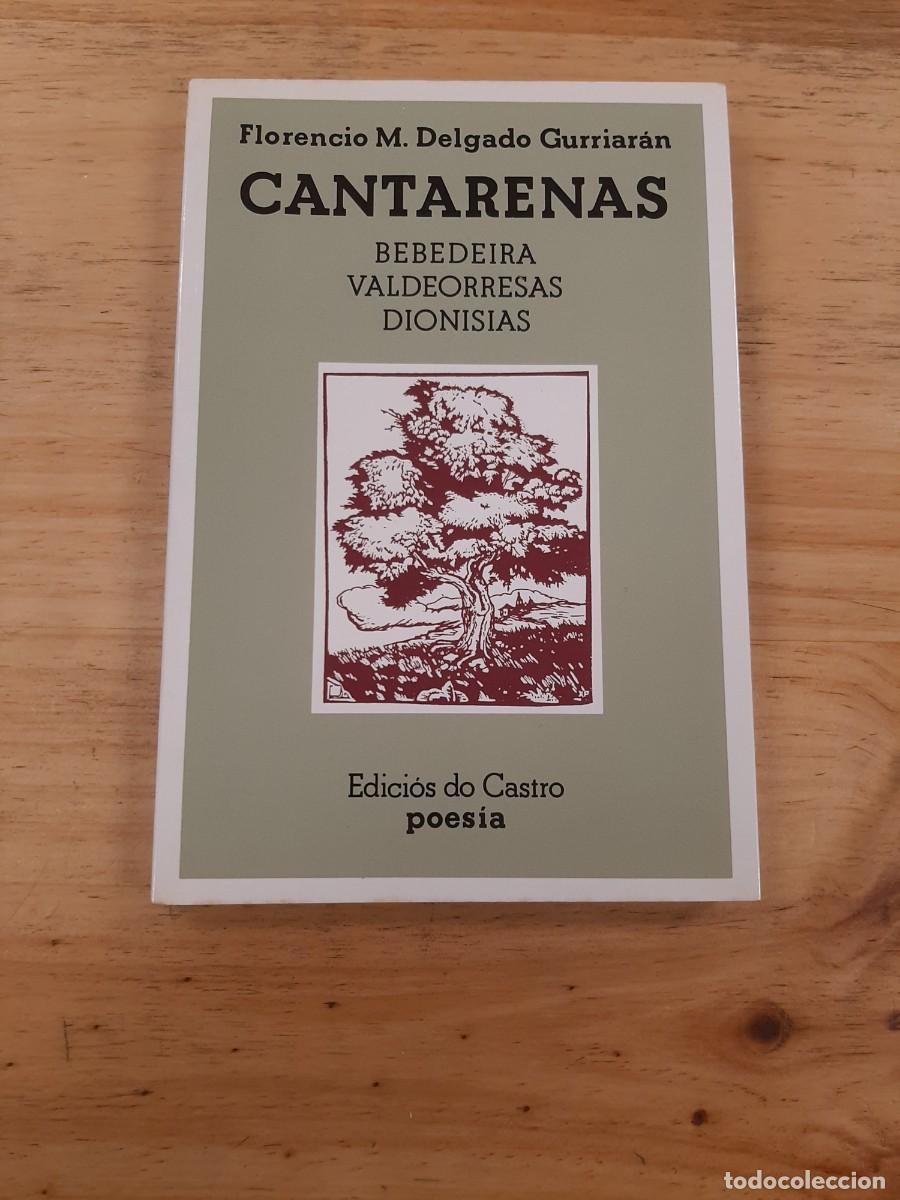 Florencio M. Delgado Gurriarán
CANTARENAS
BEBEDEIRA
VALDEORRESAS
DIONISIAS
Ediciós do Castro
poesía
todocoleccion